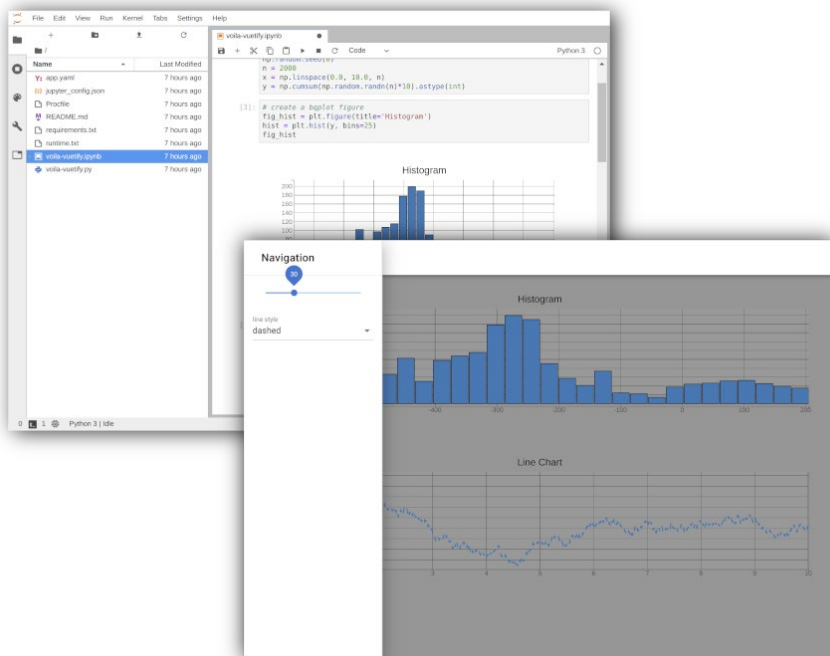 File Edit View Run Kernel Tabs Settings Help
voila-vuetify.ipynb
/
Code
Python 3
Name Last Modified
app.yaml 7 hours ago
jupyter_config.json 7 hours ago
Procfile 7 hours ago
README.md 7 hours ago
requirements.txt 7 hours ago
runtime.txt 7 hours ago
voila-vuetify.ipynb 7 hours ago
voila-vuetify.py 7 hours ago
n = 2000
x = np.linspace(0.0, 10.0, n)
y = np.cumsum(np.random.randn(n)*10).astype(int)
[3]: # create a bqplot figure
fig_hist = plt.figure(title='Histogram')
hist = plt.hist(y, bins=25)
fig_hist
Histogram
200
180
160
140
120
100
0 1 Python 3 | Idle
Navigation
30
line style
dashed
Histogram
-400 -300 -200 -100 0 100 200
Line Chart
3 4 5 6 7 8 9 10